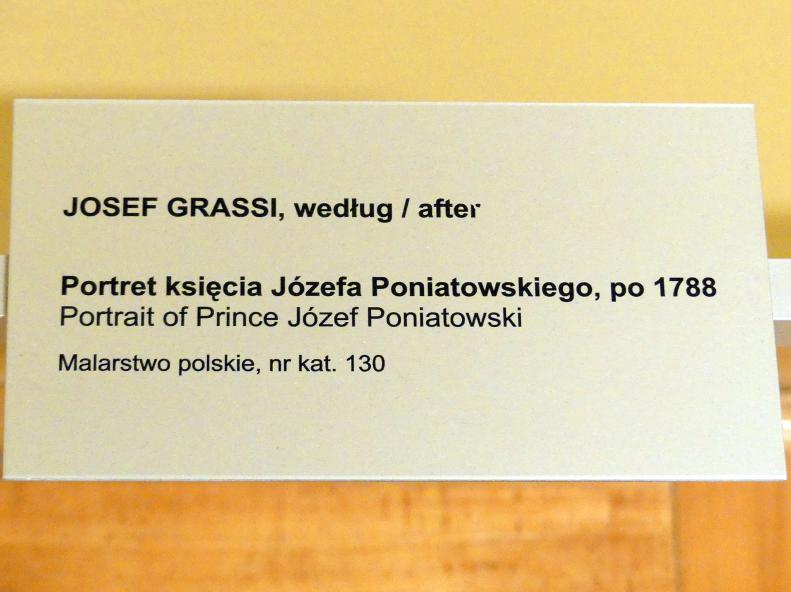 JOSEF GRASSI, według / after
Portret księcia Józefa Poniatowskiego, po 1788
Portrait of Prince Józef Poniatowski
Malarstwo polskie, nr kat. 130